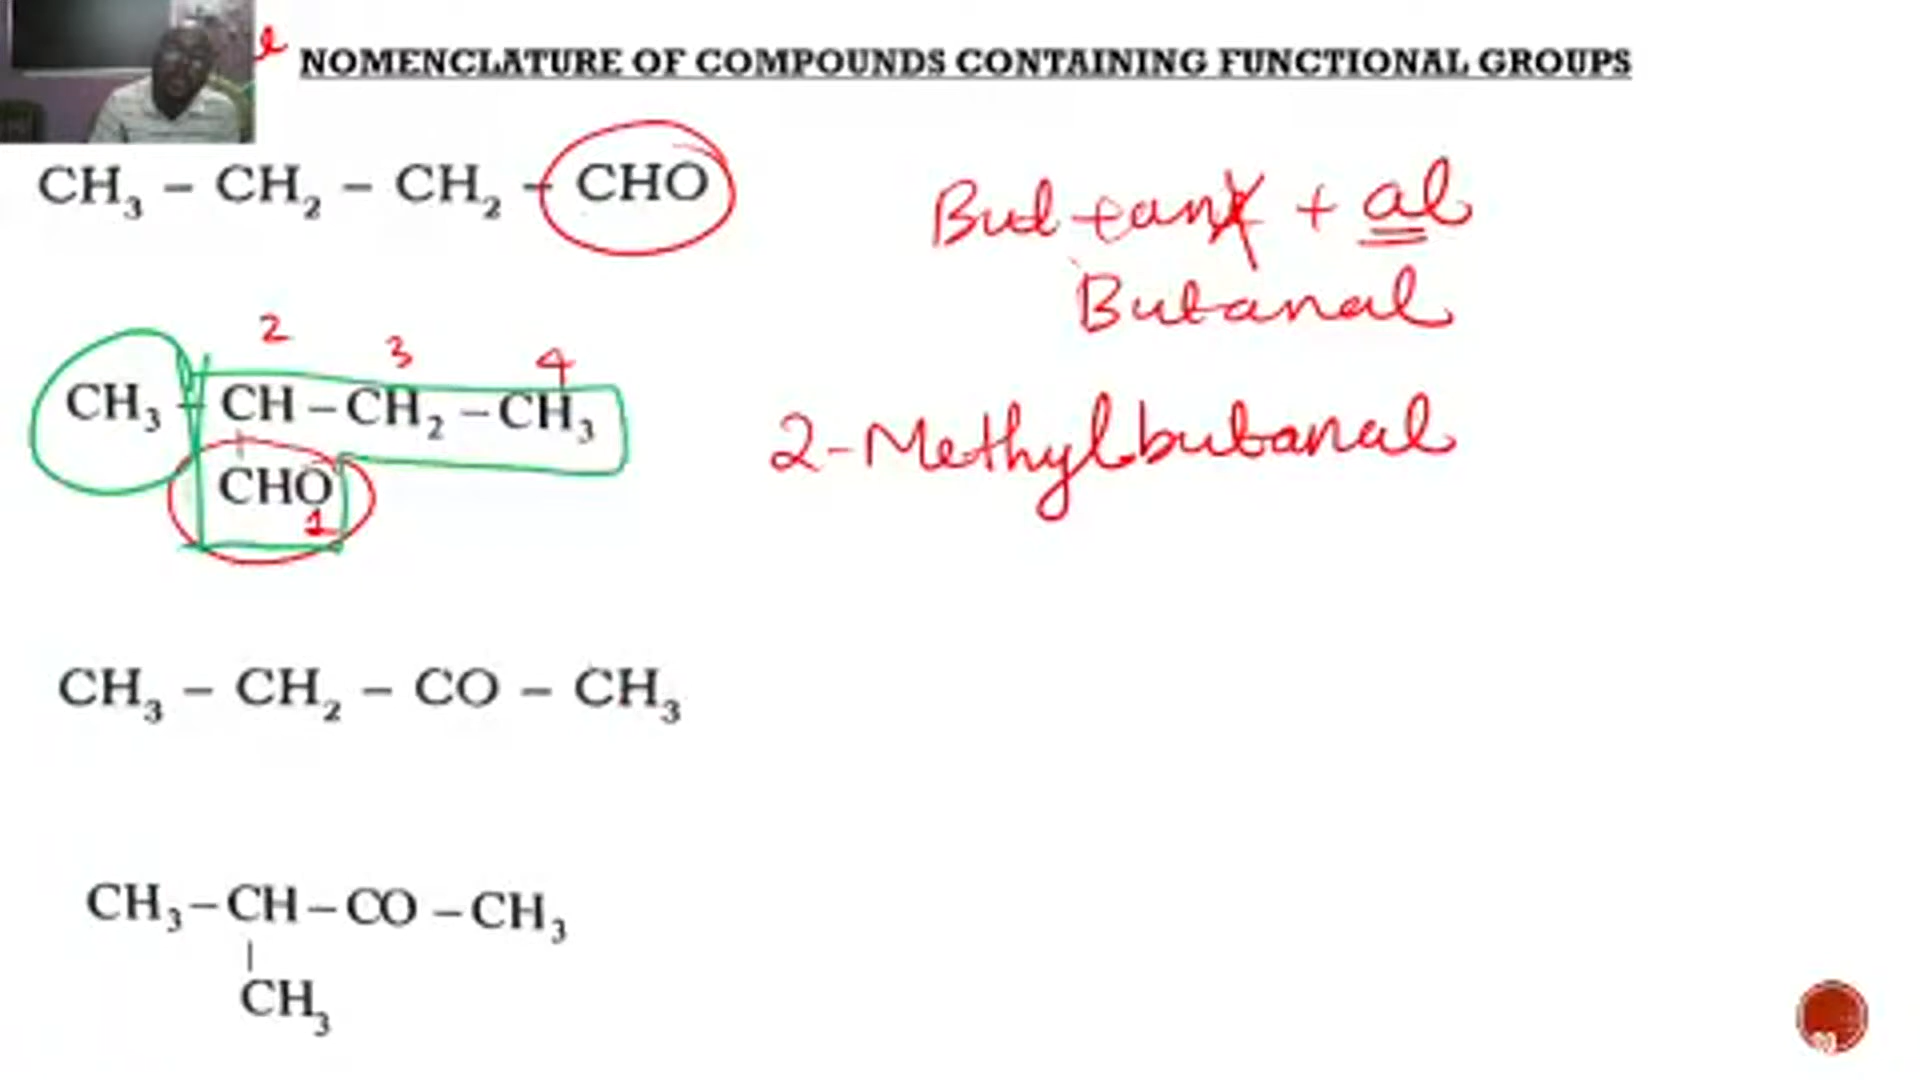 NOMENCLATURE OF COMPOUNDS CONTAINING FUNCTIONAL GROUPS
CH₃ – CH₂ – CH₂ – CHO
+ al
Butanal
2 3 4
CH₃ – CH – CH₂ – CH₃
CHO
1
2-Methylbutanal
CH₃ – CH₂ – CO – CH₃
CH₃ – CH – CO – CH₃
CH₃